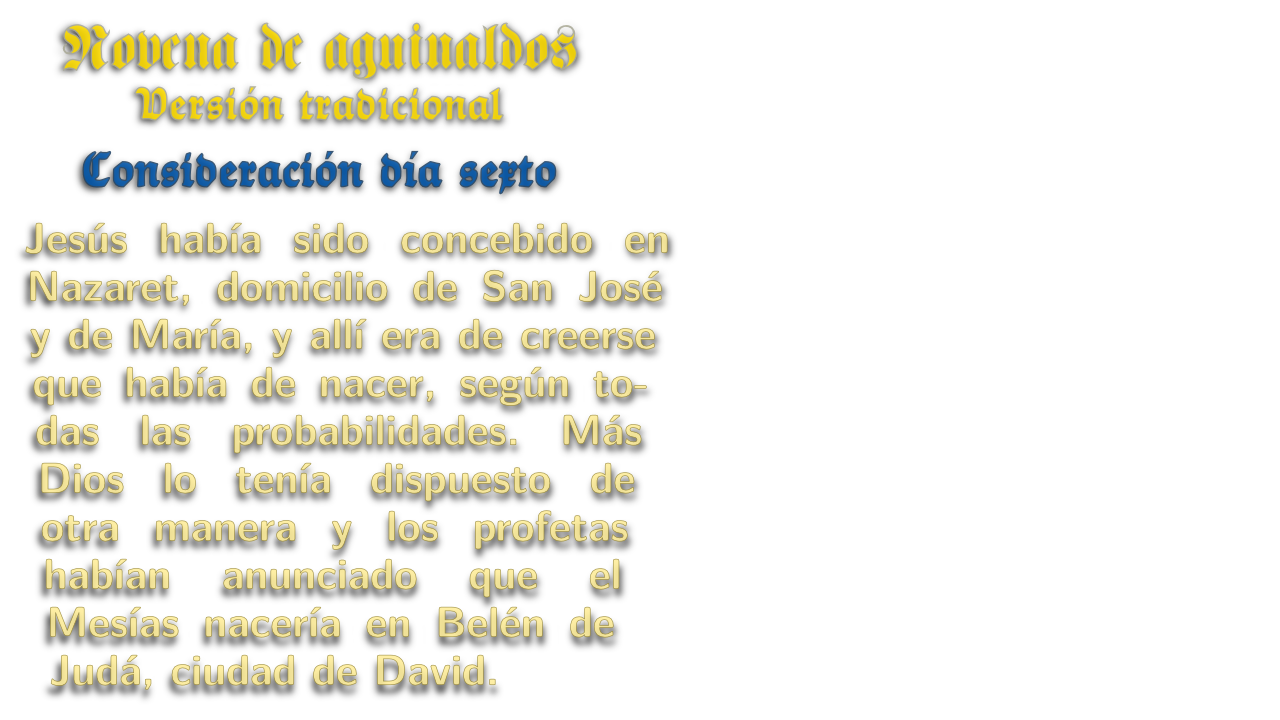 Novena de aguinaldos
Versión tradicional
Consideración día sexto
Jesús había sido concebido en
Nazaret, domicilio de San José
y de María, y allí era de creerse
que había de nacer, según to-
das las probabilidades. Más
Dios lo tenía dispuesto de
otra manera y los profetas
habían anunciado que el
Mesías nacería en Belén de
Judá, ciudad de David.